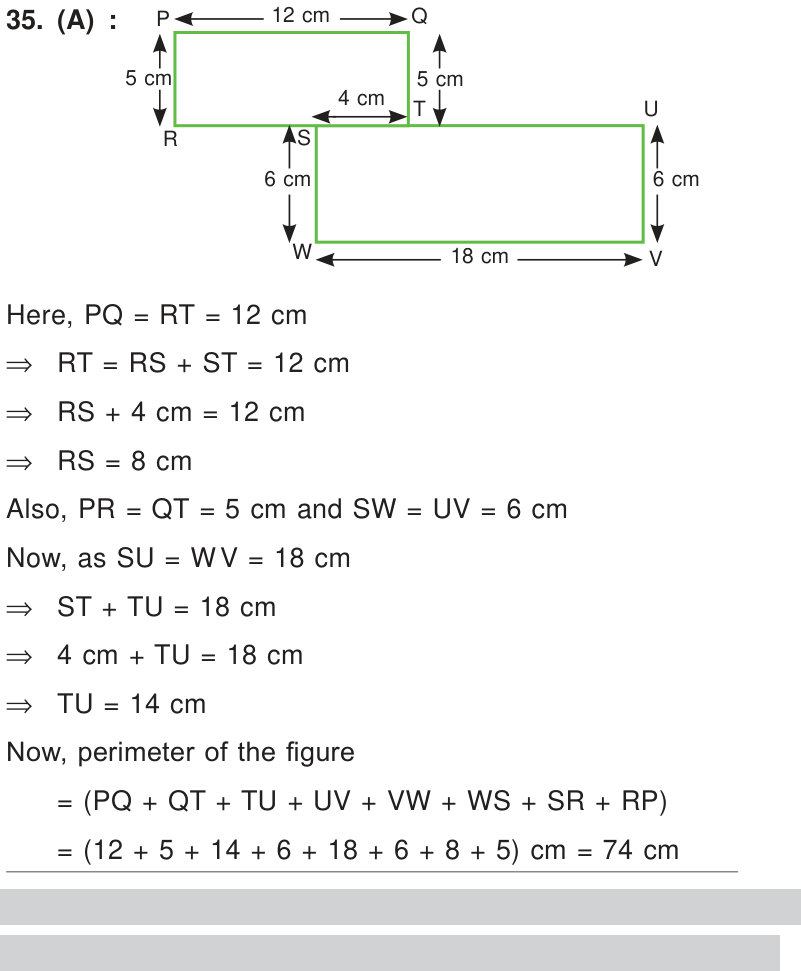 35. (A) :
P 12 cm Q
5 cm 5 cm
4 cm T U
R S
6 cm 6 cm
W 18 cm V
Here, PQ = RT = 12 cm
⇒ RT = RS + ST = 12 cm
⇒ RS + 4 cm = 12 cm
⇒ RS = 8 cm
Also, PR = QT = 5 cm and SW = UV = 6 cm
Now, as SU = WV = 18 cm
⇒ ST + TU = 18 cm
⇒ 4 cm + TU = 18 cm
⇒ TU = 14 cm
Now, perimeter of the figure
= (PQ + QT + TU + UV + VW + WS + SR + RP)
= (12 + 5 + 14 + 6 + 18 + 6 + 8 + 5) cm = 74 cm